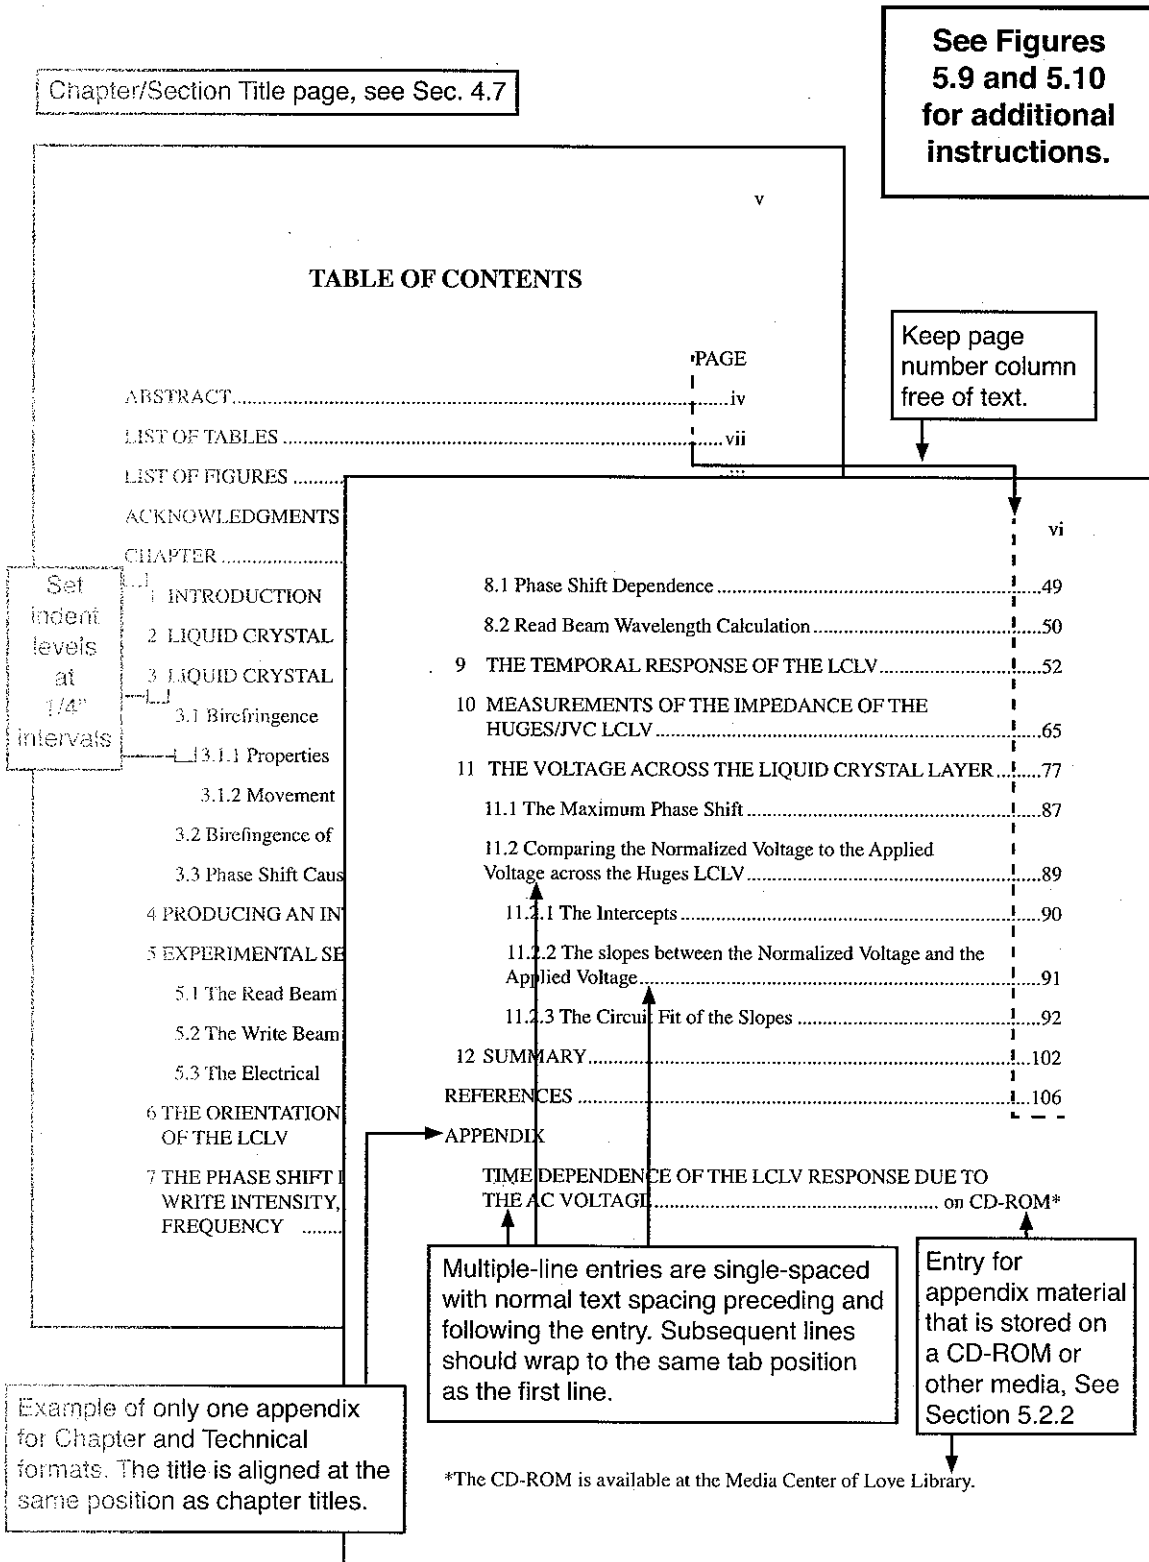 See Figures
5.9 and 5.10
for additional
instructions.
Chapter/Section Title page, see Sec. 4.7
v
TABLE OF CONTENTS
PAGE
ABSTRACT..........iv
LIST OF TABLES..........vii
LIST OF FIGURES ..........
ACKNOWLEDGMENTS
CHAPTER ..........
1 INTRODUCTION
2 LIQUID CRYSTAL
3 LIQUID CRYSTAL
3.1 Birefringence
3.1.1 Properties
3.1.2 Movement
3.2 Birefingence of
3.3 Phase Shift Caus
4 PRODUCING AN IN
5 EXPERIMENTAL SE
5.1 The Read Beam
5.2 The Write Beam
5.3 The Electrical
6 THE ORIENTATION
OF THE LCLV
7 THE PHASE SHIFT
WRITE INTENSITY,
FREQUENCY ..........
Set
indent
levels
at
1/4"
intervals
Keep page
number column
free of text.
vi
8.1 Phase Shift Dependence..........49
8.2 Read Beam Wavelength Calculation..........50
9 THE TEMPORAL RESPONSE OF THE LCLV..........52
10 MEASUREMENTS OF THE IMPEDANCE OF THE
HUGES/JVC LCLV..........65
11 THE VOLTAGE ACROSS THE LIQUID CRYSTAL LAYER..........77
11.1 The Maximum Phase Shift..........87
11.2 Comparing the Normalized Voltage to the Applied
Voltage across the Huges LCLV..........89
11.2.1 The Intercepts..........90
11.2.2 The slopes between the Normalized Voltage and the
Applied Voltage..........91
11.2.3 The Circuit Fit of the Slopes..........92
12 SUMMARY..........102
REFERENCES..........106
APPENDIX
TIME DEPENDENCE OF THE LCLV RESPONSE DUE TO
THE AC VOLTAGE.......... on CD-ROM*
Multiple-line entries are single-spaced
with normal text spacing preceding and
following the entry. Subsequent lines
should wrap to the same tab position
as the first line.
Entry for
appendix material
that is stored on
a CD-ROM or
other media, See
Section 5.2.2
Example of only one appendix
for Chapter and Technical
formats. The title is aligned at the
same position as chapter titles.
*The CD-ROM is available at the Media Center of Love Library.